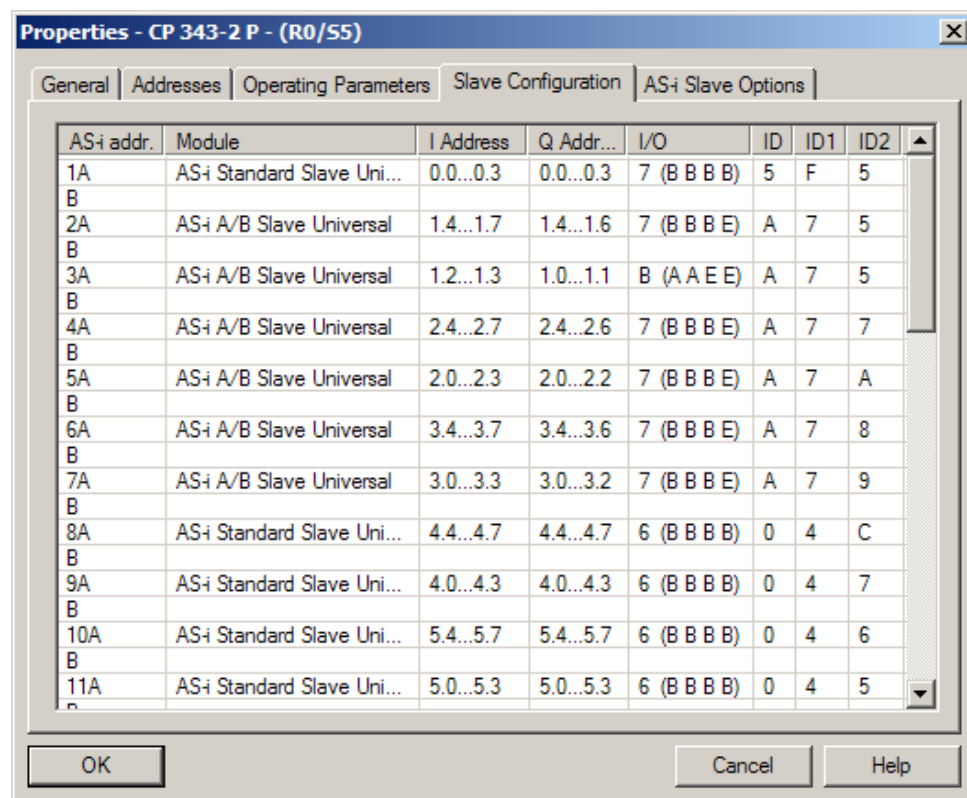 Properties - CP 343-2 P - (R0/S5)
General Addresses Operating Parameters Slave Configuration AS-i Slave Options
AS-i addr. Module I Address Q Addr... I/O ID ID1 ID2
1A AS-i Standard Slave Uni... 0.0...0.3 0.0...0.3 7 (B B B B) 5 F 5
B
2A AS-i A/B Slave Universal 1.4...1.7 1.4...1.6 7 (B B B E) A 7 5
B
3A AS-i A/B Slave Universal 1.2...1.3 1.0...1.1 B (A A E E) A 7 5
B
4A AS-i A/B Slave Universal 2.4...2.7 2.4...2.6 7 (B B B E) A 7 7
B
5A AS-i A/B Slave Universal 2.0...2.3 2.0...2.2 7 (B B B E) A 7 A
B
6A AS-i A/B Slave Universal 3.4...3.7 3.4...3.6 7 (B B B E) A 7 8
B
7A AS-i A/B Slave Universal 3.0...3.3 3.0...3.2 7 (B B B E) A 7 9
B
8A AS-i Standard Slave Uni... 4.4...4.7 4.4...4.7 6 (B B B B) 0 4 C
B
9A AS-i Standard Slave Uni... 4.0...4.3 4.0...4.3 6 (B B B B) 0 4 7
B
10A AS-i Standard Slave Uni... 5.4...5.7 5.4...5.7 6 (B B B B) 0 4 6
B
11A AS-i Standard Slave Uni... 5.0...5.3 5.0...5.3 6 (B B B B) 0 4 5
OK Cancel Help